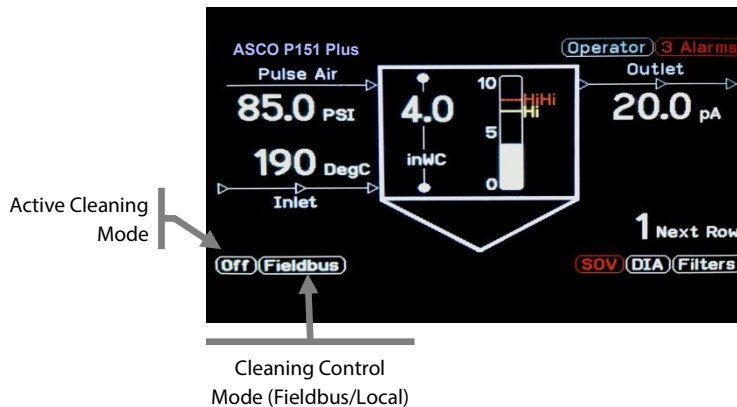 ASCO P151 Plus
Operator 3 Alarms
Pulse Air
Outlet
85.0 PSI
4.0
10
HiHi
Hi
20.0 pA
5
190 DegC
inWC
0
Inlet
Active Cleaning
Mode
1 Next Row
Off Fieldbus
SOV DIA Filters
Cleaning Control
Mode (Fieldbus/Local)